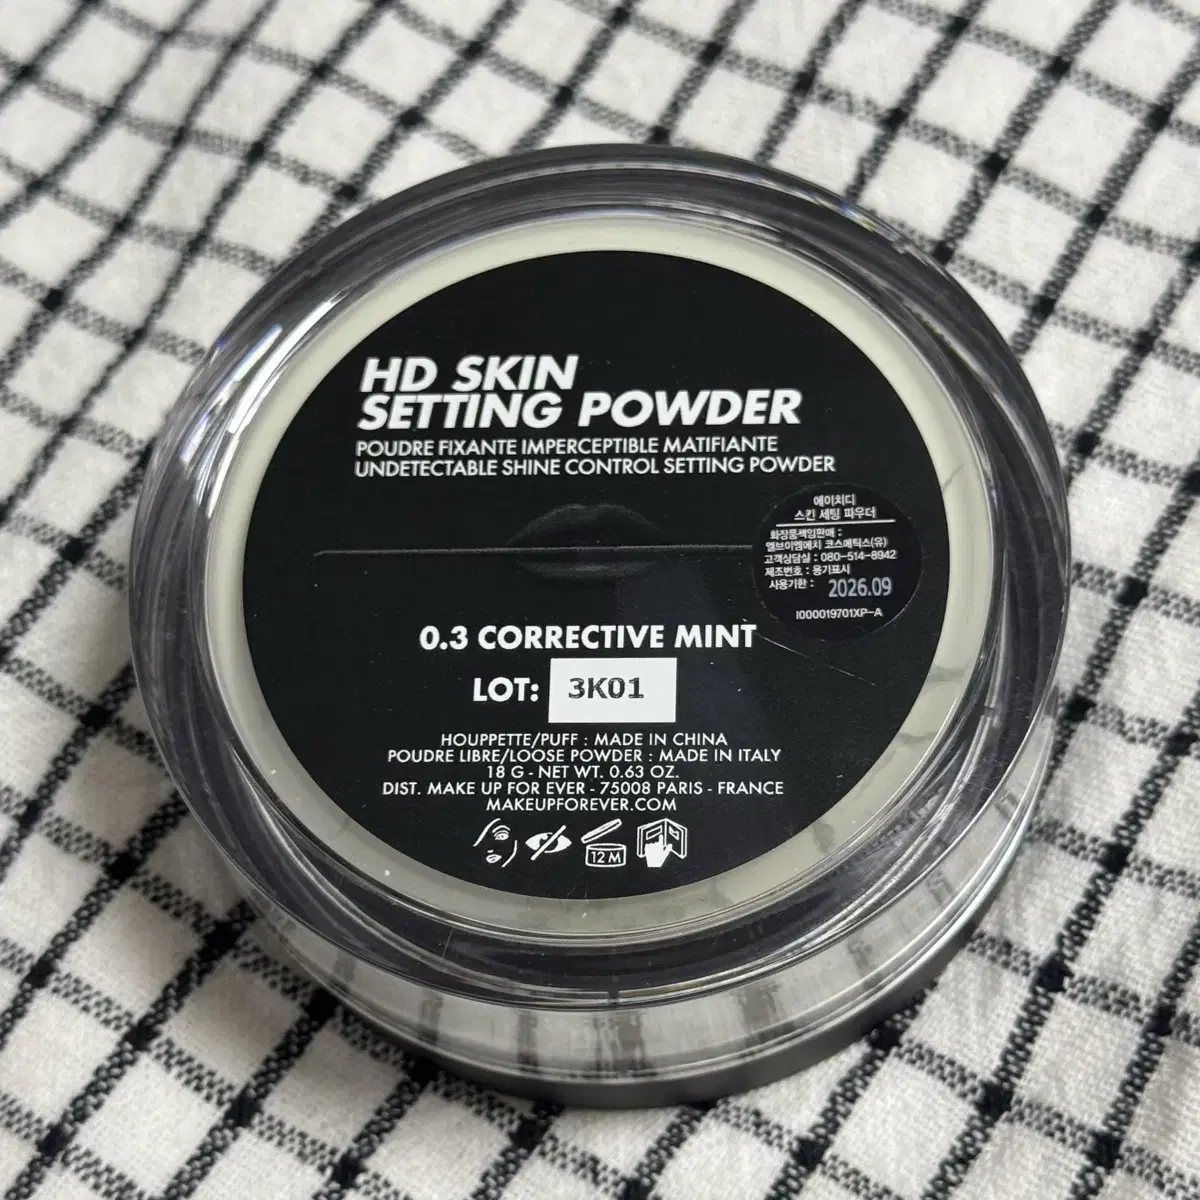 HD SKIN
SETTING POWDER
POUDRE FIXANTE IMPERCEPTIBLE MATIFIANTE
UNDETECTABLE SHINE CONTROL SETTING POWDER
에이치디
스킨 세팅 파우더
화장품책임판매 :
엘브이엠에치 코스메틱스(유)
고객상담실 : 080-514-8942
제조번호 : 용기표시
사용기한 : 2026.09
I000019701XP-A
0.3 CORRECTIVE MINT
LOT: 3K01
HOUPPETTE/PUFF : MADE IN CHINA
POUDRE LIBRE/LOOSE POWDER : MADE IN ITALY
18 G - NET WT. 0.63 OZ.
DIST. MAKE UP FOR EVER - 75008 PARIS - FRANCE
MAKEUPFOREVER.COM
12 M